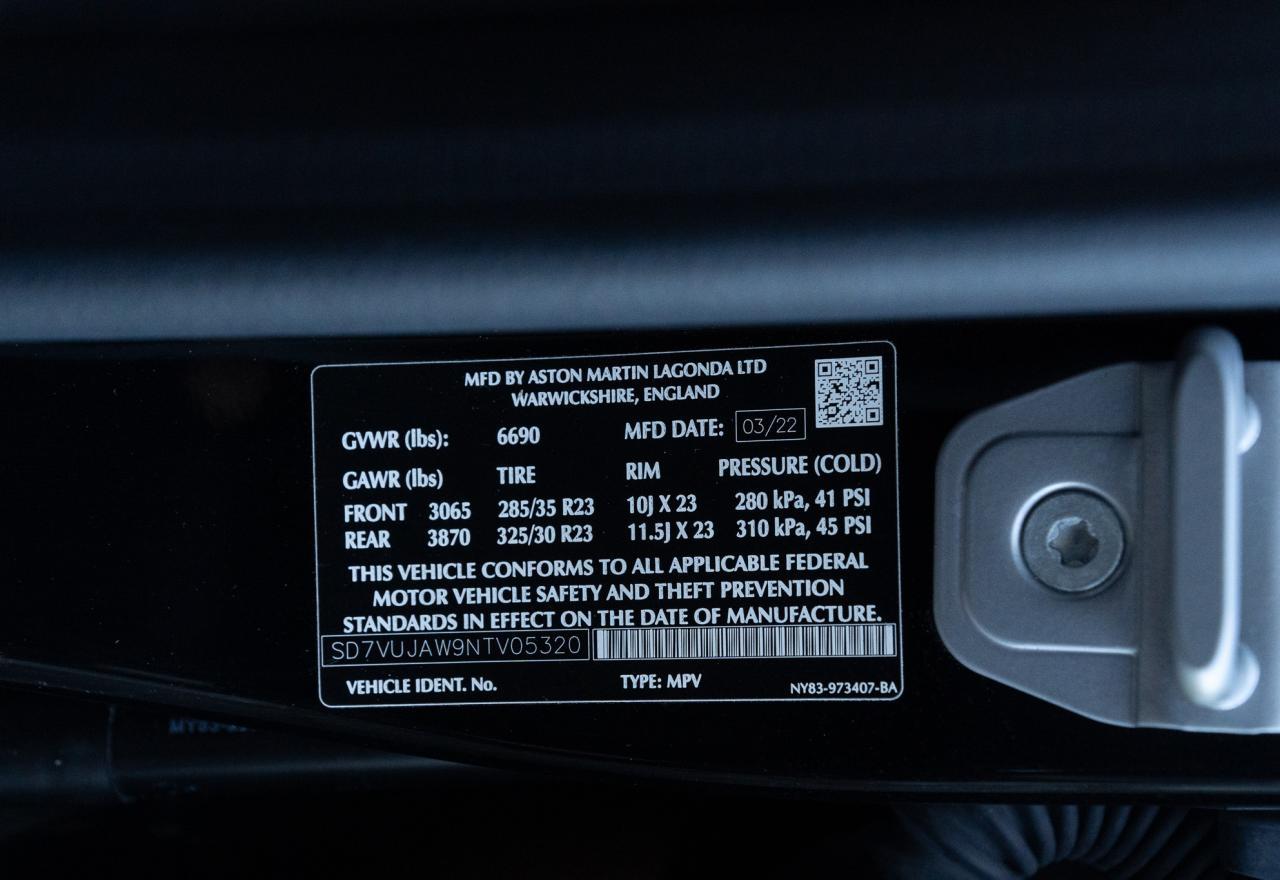 MFD BY ASTON MARTIN LAGONDA LTD
WARWICKSHIRE, ENGLAND
GVWR (lbs): 6690 MFD DATE: 03/22
GAWR (lbs) TIRE RIM PRESSURE (COLD)
FRONT 3065 285/35 R23 10J X 23 280 kPa, 41 PSI
REAR 3870 325/30 R23 11.5J X 23 310 kPa, 45 PSI
THIS VEHICLE CONFORMS TO ALL APPLICABLE FEDERAL
MOTOR VEHICLE SAFETY AND THEFT PREVENTION
STANDARDS IN EFFECT ON THE DATE OF MANUFACTURE.
SD7VUJAW9NTV05320
VEHICLE IDENT. No. TYPE: MPV NY83-973407-BA